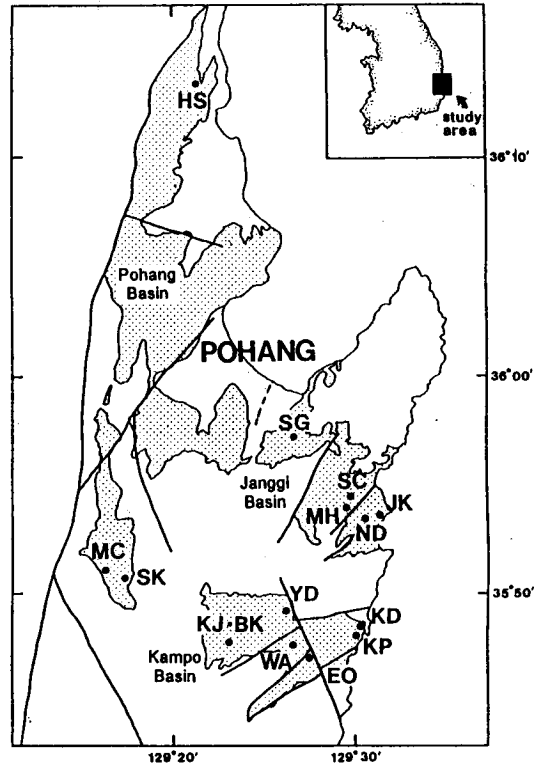 HS
study
area
36°10'
Pohang
Basin
POHANG
36°00'
SG
Janggi
Basin
SC
JK
MH
ND
MC
SK
35°50'
YD
KJ BK
KD
KP
WA
Kampo
Basin
EO
129°20'
129°30'